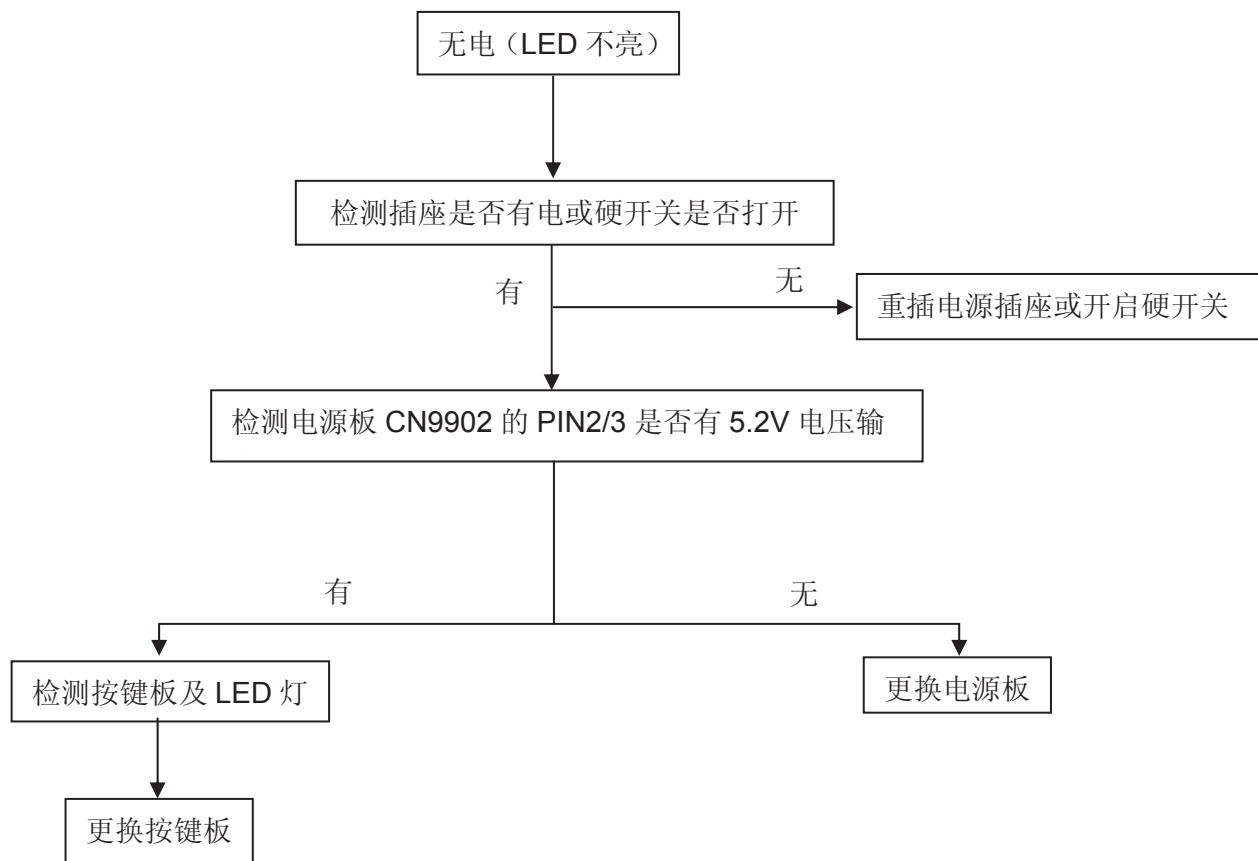 无电（LED 不亮）
检测插座是否有电或硬开关是否打开
有
无
重插电源插座或开启硬开关
检测电源板 CN9902 的 PIN2/3 是否有 5.2V 电压输
有
无
检测按键板及 LED 灯
更换电源板
更换按键板